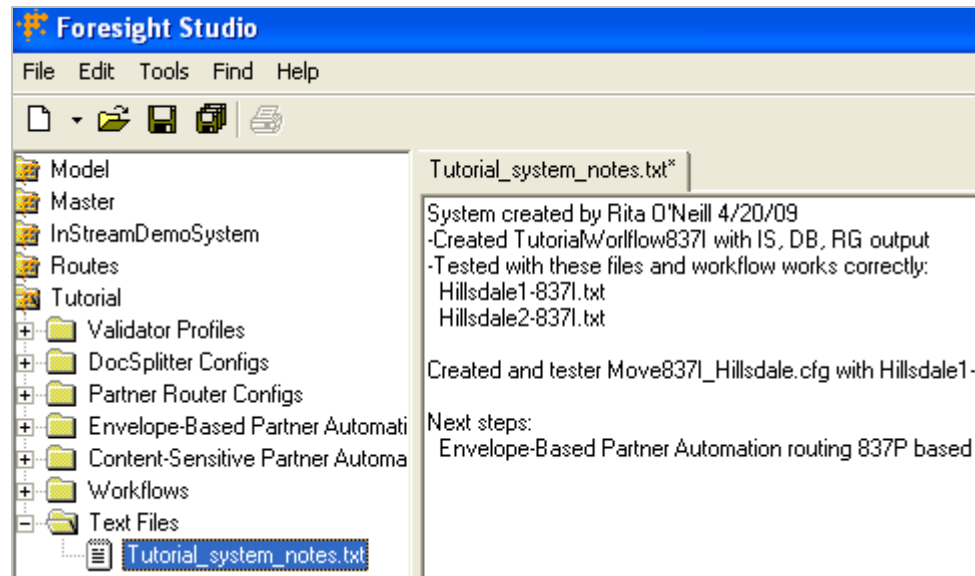 Foresight Studio
File Edit Tools Find Help
Model
Master
InStreamDemoSystem
Routes
Tutorial
Validator Profiles
DocSplitter Configs
Partner Router Configs
Envelope-Based Partner Automati
Content-Sensitive Partner Automa
Workflows
Text Files
Tutorial_system_notes.txt
Tutorial_system_notes.txt*
System created by Rita O'Neill 4/20/09
-Created TutorialWorlflow837I with IS, DB, RG output
-Tested with these files and workflow works correctly:
Hillsdale1-837I.txt
Hillsdale2-837I.txt
Created and tester Move837I_Hillsdale.cfg with Hillsdale1-
Next steps:
Envelope-Based Partner Automation routing 837P based